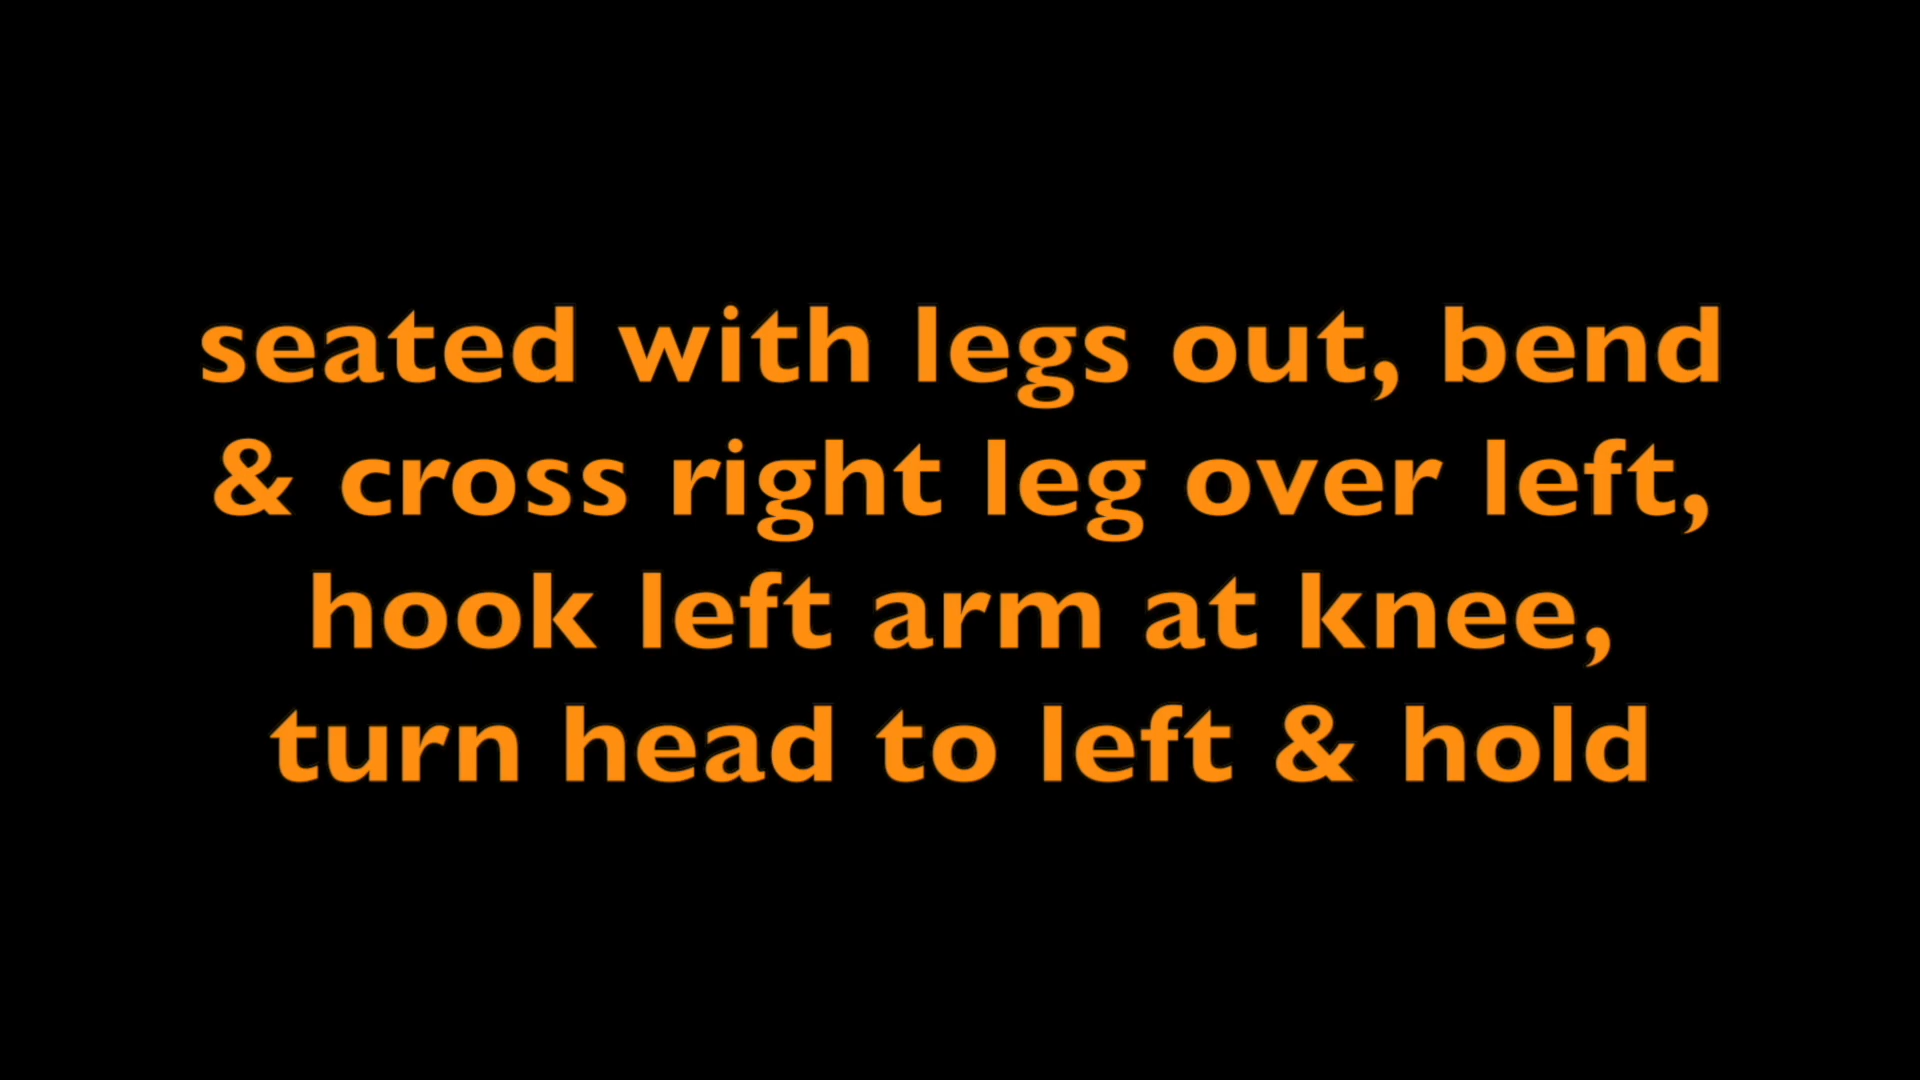 seated with legs out, bend
& cross right leg over left,
hook left arm at knee,
turn head to left & hold